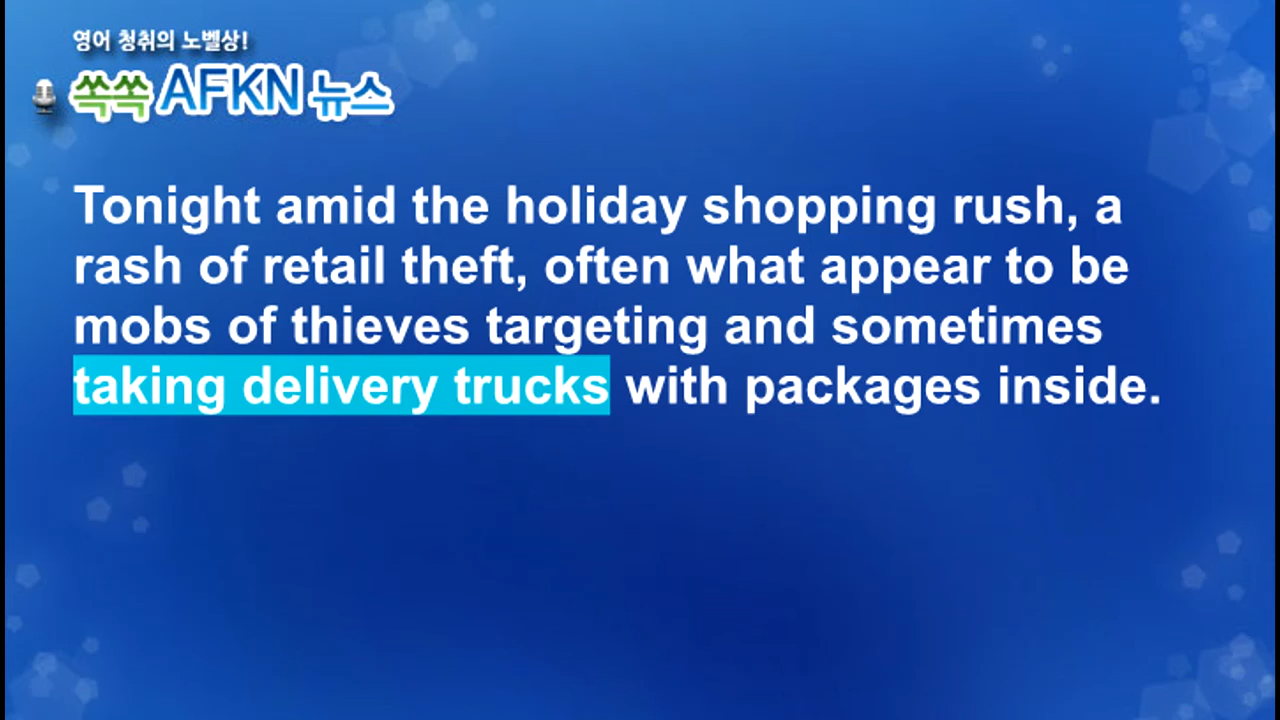 영어 청취의 노벨상!
쏙쏙 AFKN 뉴스
Tonight amid the holiday shopping rush, a
rash of retail theft, often what appear to be
mobs of thieves targeting and sometimes
taking delivery trucks with packages inside.